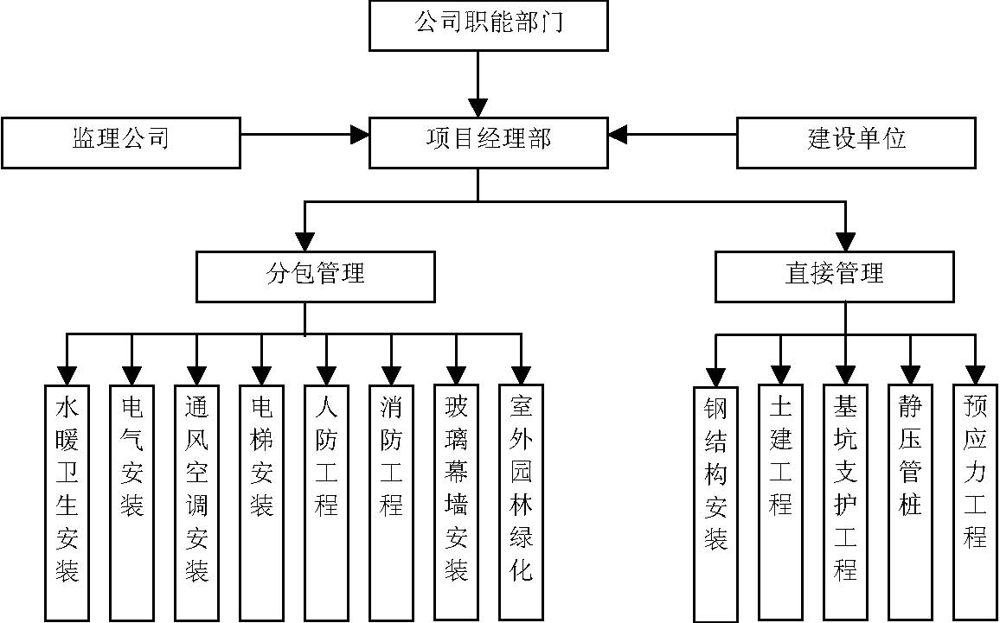 公司职能部门
监理公司
项目经理部
建设单位
分包管理
直接管理
水暖卫生安装
电气安装
通风空调安装
电梯安装
人防工程
消防工程
玻璃幕墙安装
室外园林绿化
钢结构安装
土建工程
基坑支护工程
静压管桩
预应力工程